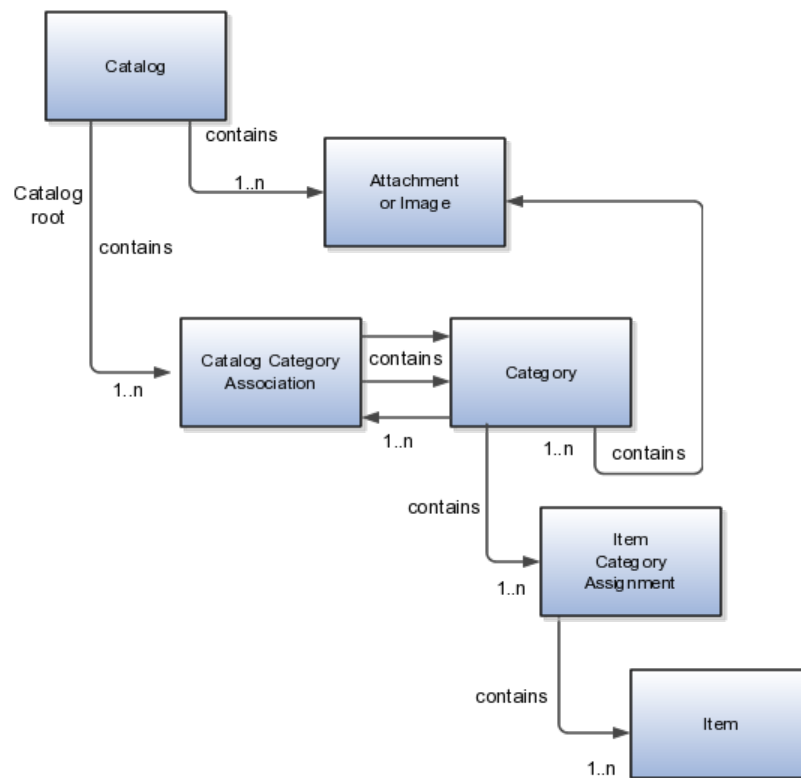 Catalog
contains
1..n
Attachment
or Image
Catalog
root
contains
1..n
Catalog Category
Association
contains
Category
1..n
1..n
contains
contains
1..n
Item
Category
Assignment
contains
1..n
Item